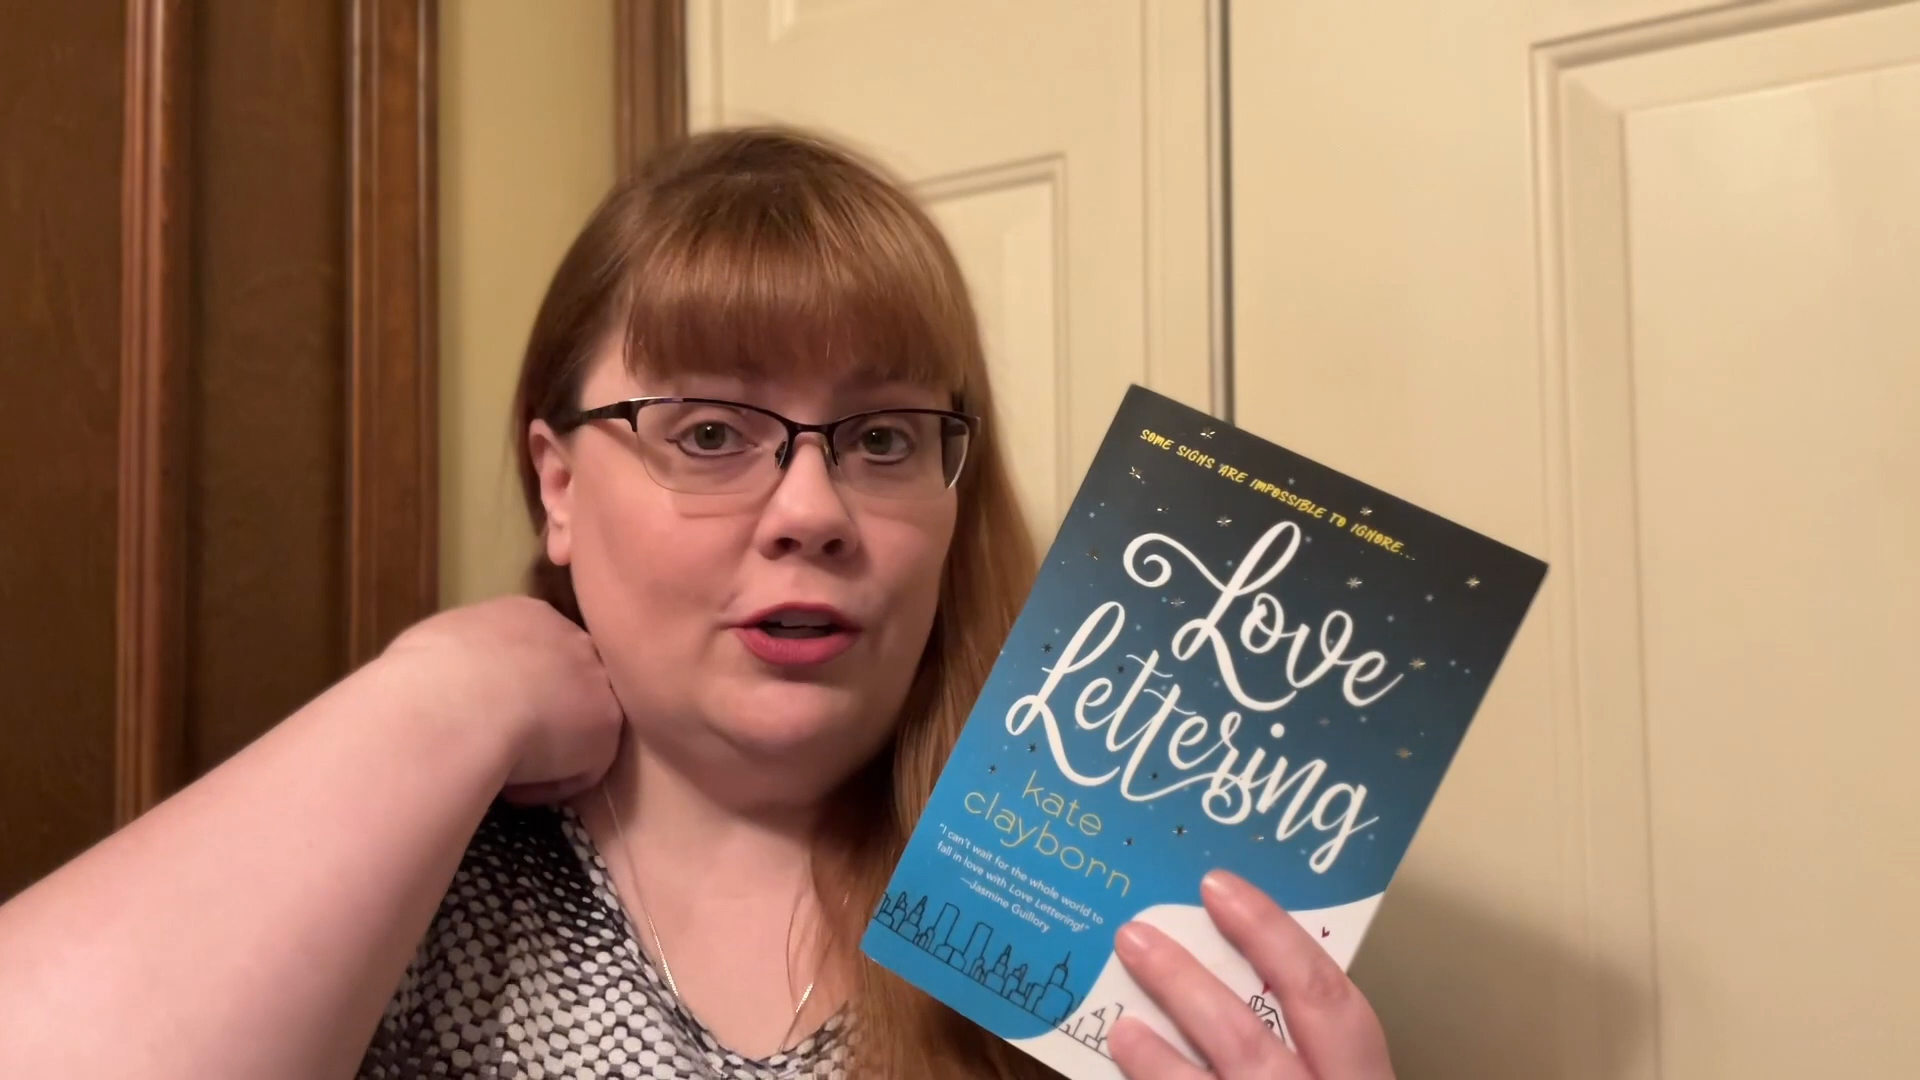 SOME SIGNS ARE IMPOSSIBLE TO IGNORE...
Love
Lettering
kate
clayborn
"I can't wait for the whole world to
fall in love with Love Lettering!"
—Jasmine Guillory